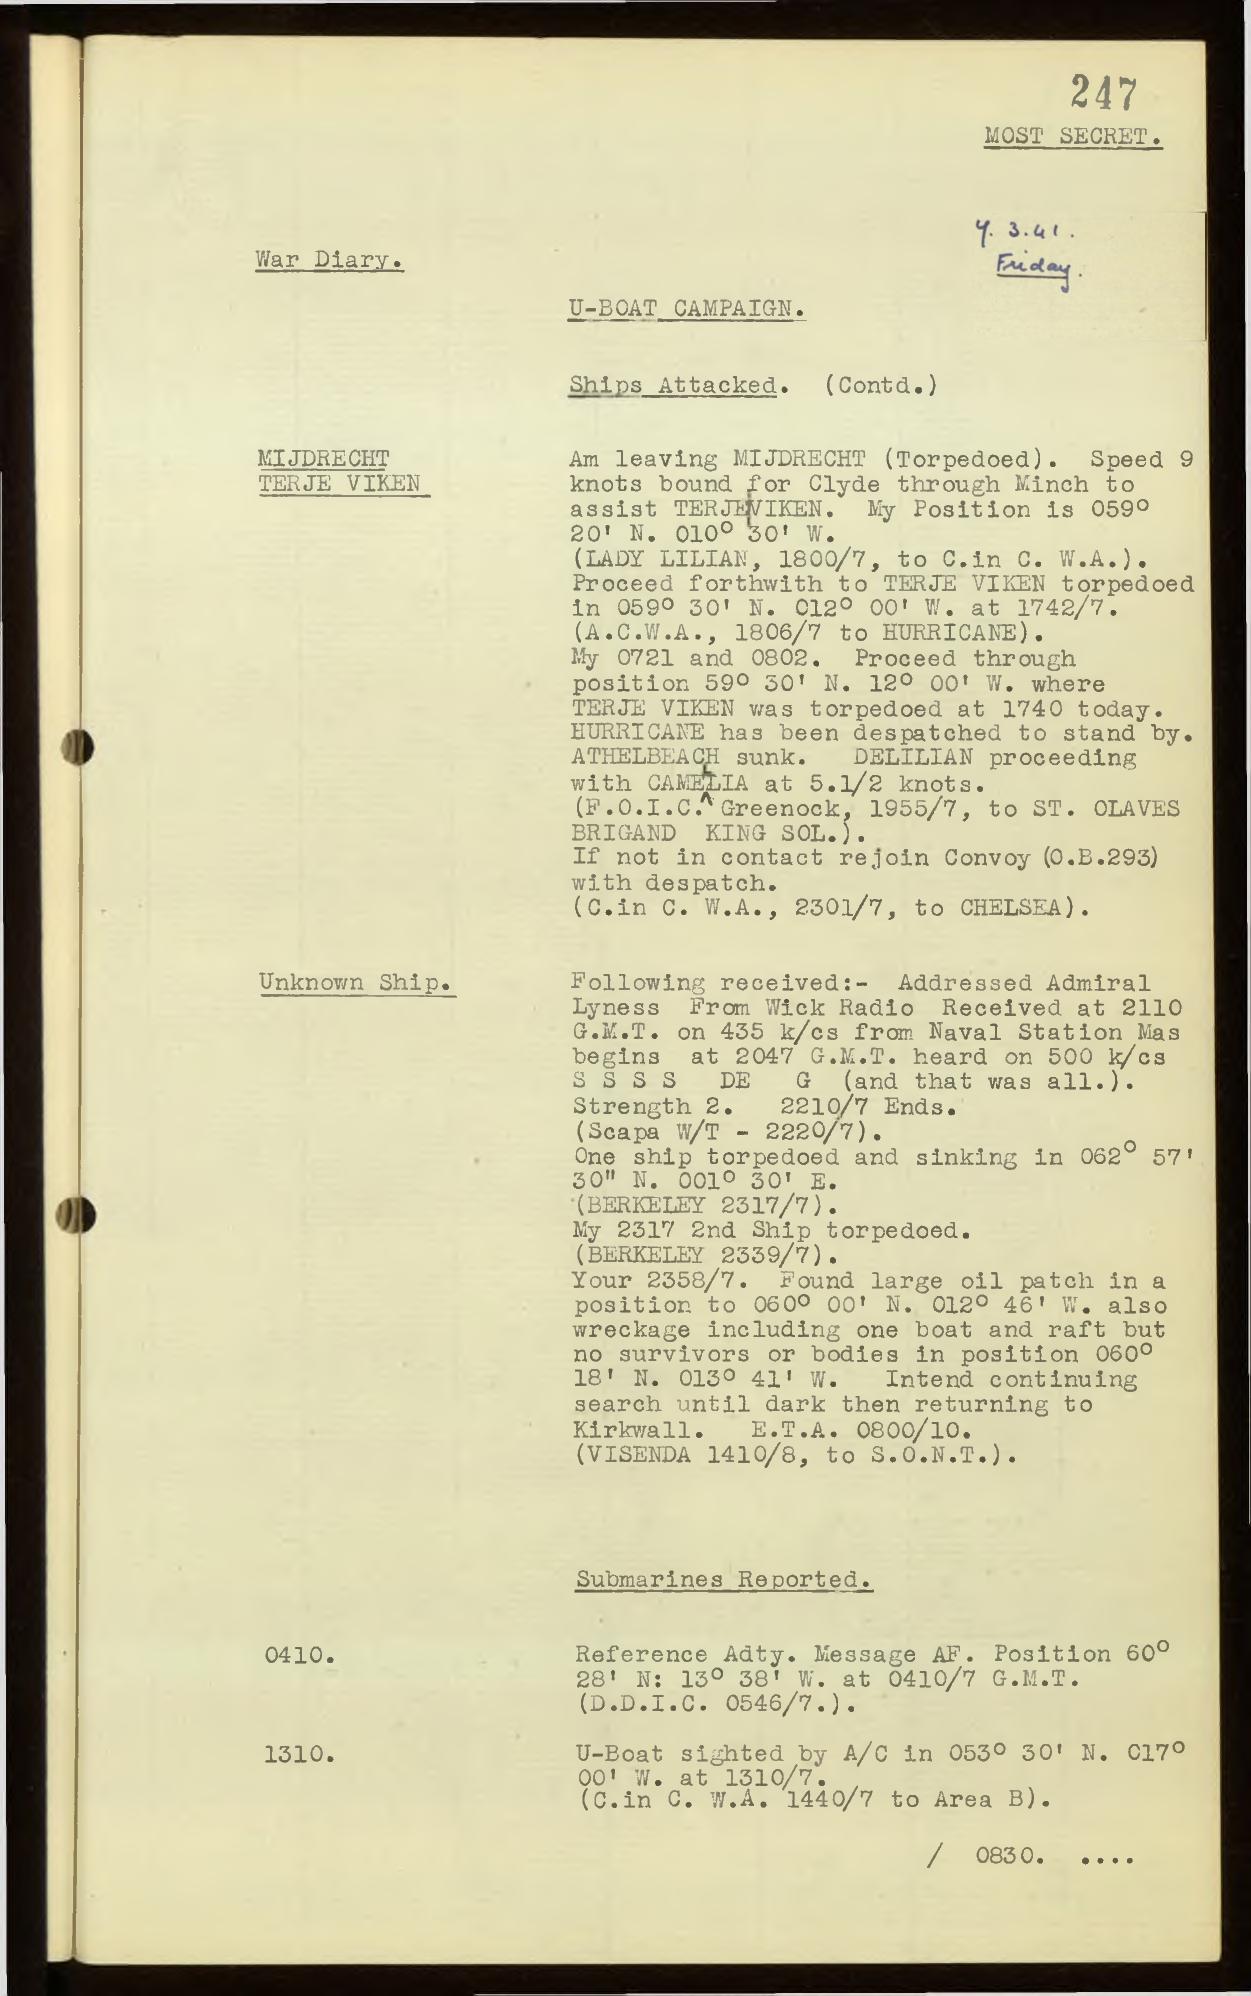 247
MOST SECRET.
7.3.41.
Friday.
War Diary.
U-BOAT CAMPAIGN.
Ships Attacked. (Contd.)
MIJDRECHT
TERJE VIKEN
Am leaving MIJDRECHT (Torpedoed). Speed 9
knots bound for Clyde through Minch to
assist TERJE|VIKEN. My Position is 059°
20' N. 010° 30' W.
(LADY LILIAN, 1800/7, to C.in C. W.A.).
Proceed forthwith to TERJE VIKEN torpedoed
in 059° 30' N. 012° 00' W. at 1742/7.
(A.C.W.A., 1806/7 to HURRICANE).
My 0721 and 0802. Proceed through
position 59° 30' N. 12° 00' W. where
TERJE VIKEN was torpedoed at 1740 today.
HURRICANE has been despatched to stand by.
ATHELBEACH sunk. DELILIAN proceeding
with CAMELLIA at 5.1/2 knots.
(F.O.I.C. Greenock, 1955/7, to ST. OLAVES
BRIGAND KING SOL.).
If not in contact rejoin Convoy (O.B.293)
with despatch.
(C.in C. W.A., 2301/7, to CHELSEA).
Unknown Ship.
Following received:- Addressed Admiral
Lyness From Wick Radio Received at 2110
G.M.T. on 435 k/cs from Naval Station Mas
begins at 2047 G.M.T. heard on 500 k/cs
S S S S DE G (and that was all.).
Strength 2. 2210/7 Ends.
(Scapa W/T - 2220/7).
One ship torpedoed and sinking in 062° 57'
30" N. 001° 30' E.
(BERKELEY 2317/7).
My 2317 2nd Ship torpedoed.
(BERKELEY 2339/7).
Your 2358/7. Found large oil patch in a
position to 060° 00' N. 012° 46' W. also
wreckage including one boat and raft but
no survivors or bodies in position 060°
18' N. 013° 41' W. Intend continuing
search until dark then returning to
Kirkwall. E.T.A. 0800/10.
(VISENDA 1410/8, to S.O.N.T.).
Submarines Reported.
0410.
Reference Adty. Message AF. Position 60°
28' N: 13° 38' W. at 0410/7 G.M.T.
(D.D.I.C. 0546/7.).
1310.
U-Boat sighted by A/C in 053° 30' N. 017°
00' W. at 1310/7.
(C.in C. W.A. 1440/7 to Area B).
/ 0830. ....